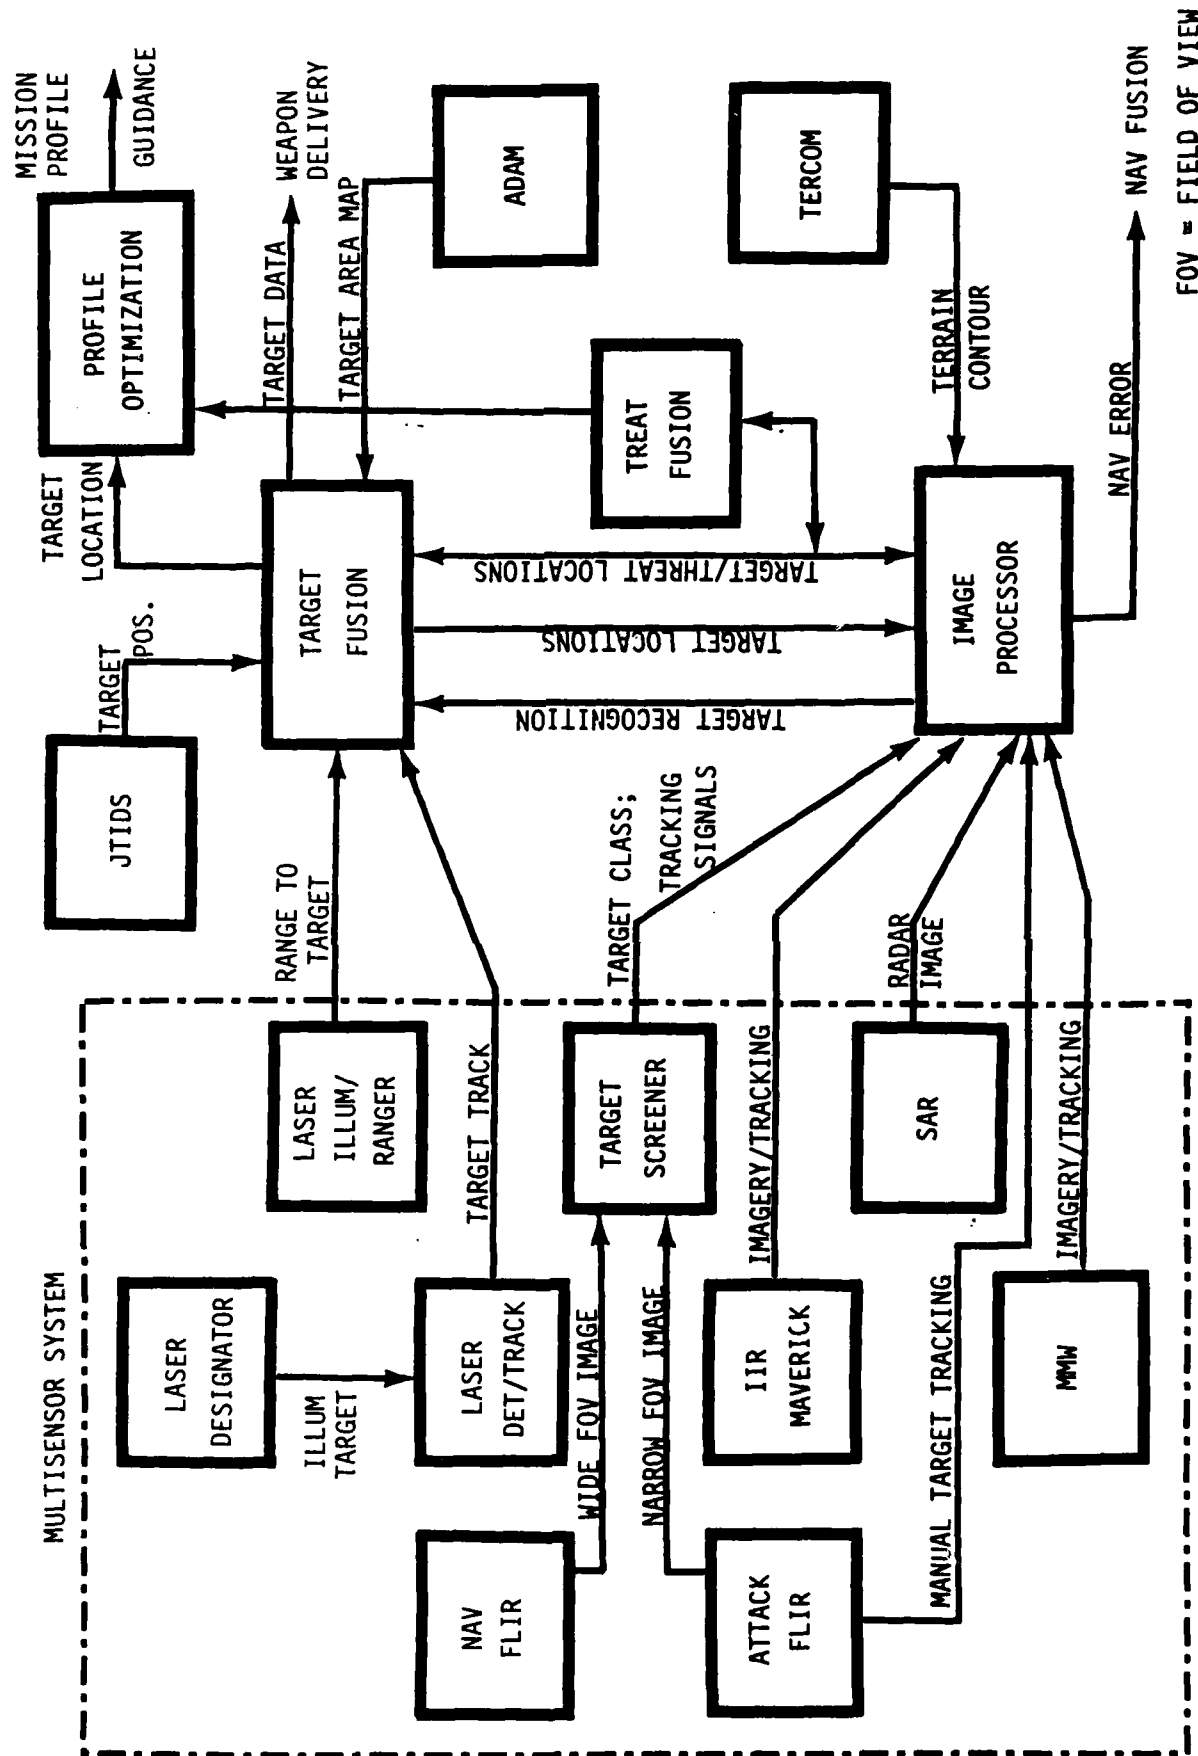 MULTISENSOR SYSTEM
LASER
DESIGNATOR
ILLUM
TARGET
NAV
FLIR
LASER
DET/TRACK
LASER
ILLUM/
RANGER
RANGE TO
TARGET
TARGET TRACK
WIDE FOV IMAGE
NARROW FOV IMAGE
TARGET
SCREENER
TARGET CLASS;
TRACKING
SIGNALS
ATTACK
FLIR
IIR
MAVERICK
IMAGERY/TRACKING
SAR
RADAR
IMAGE
MANUAL TARGET TRACKING
MMW
IMAGERY/TRACKING
JTIDS
TARGET
POS.
TARGET
LOCATION
PROFILE
OPTIMIZATION
MISSION
PROFILE
GUIDANCE
TARGET
FUSION
TARGET DATA
WEAPON
DELIVERY
TARGET AREA MAP
ADAM
TARGET RECOGNITION
TARGET LOCATIONS
TARGET/THREAT LOCATIONS
TREAT
FUSION
TERCOM
TERRAIN
CONTOUR
IMAGE
PROCESSOR
NAV ERROR
NAV FUSION
FOV = FIELD OF VIEW